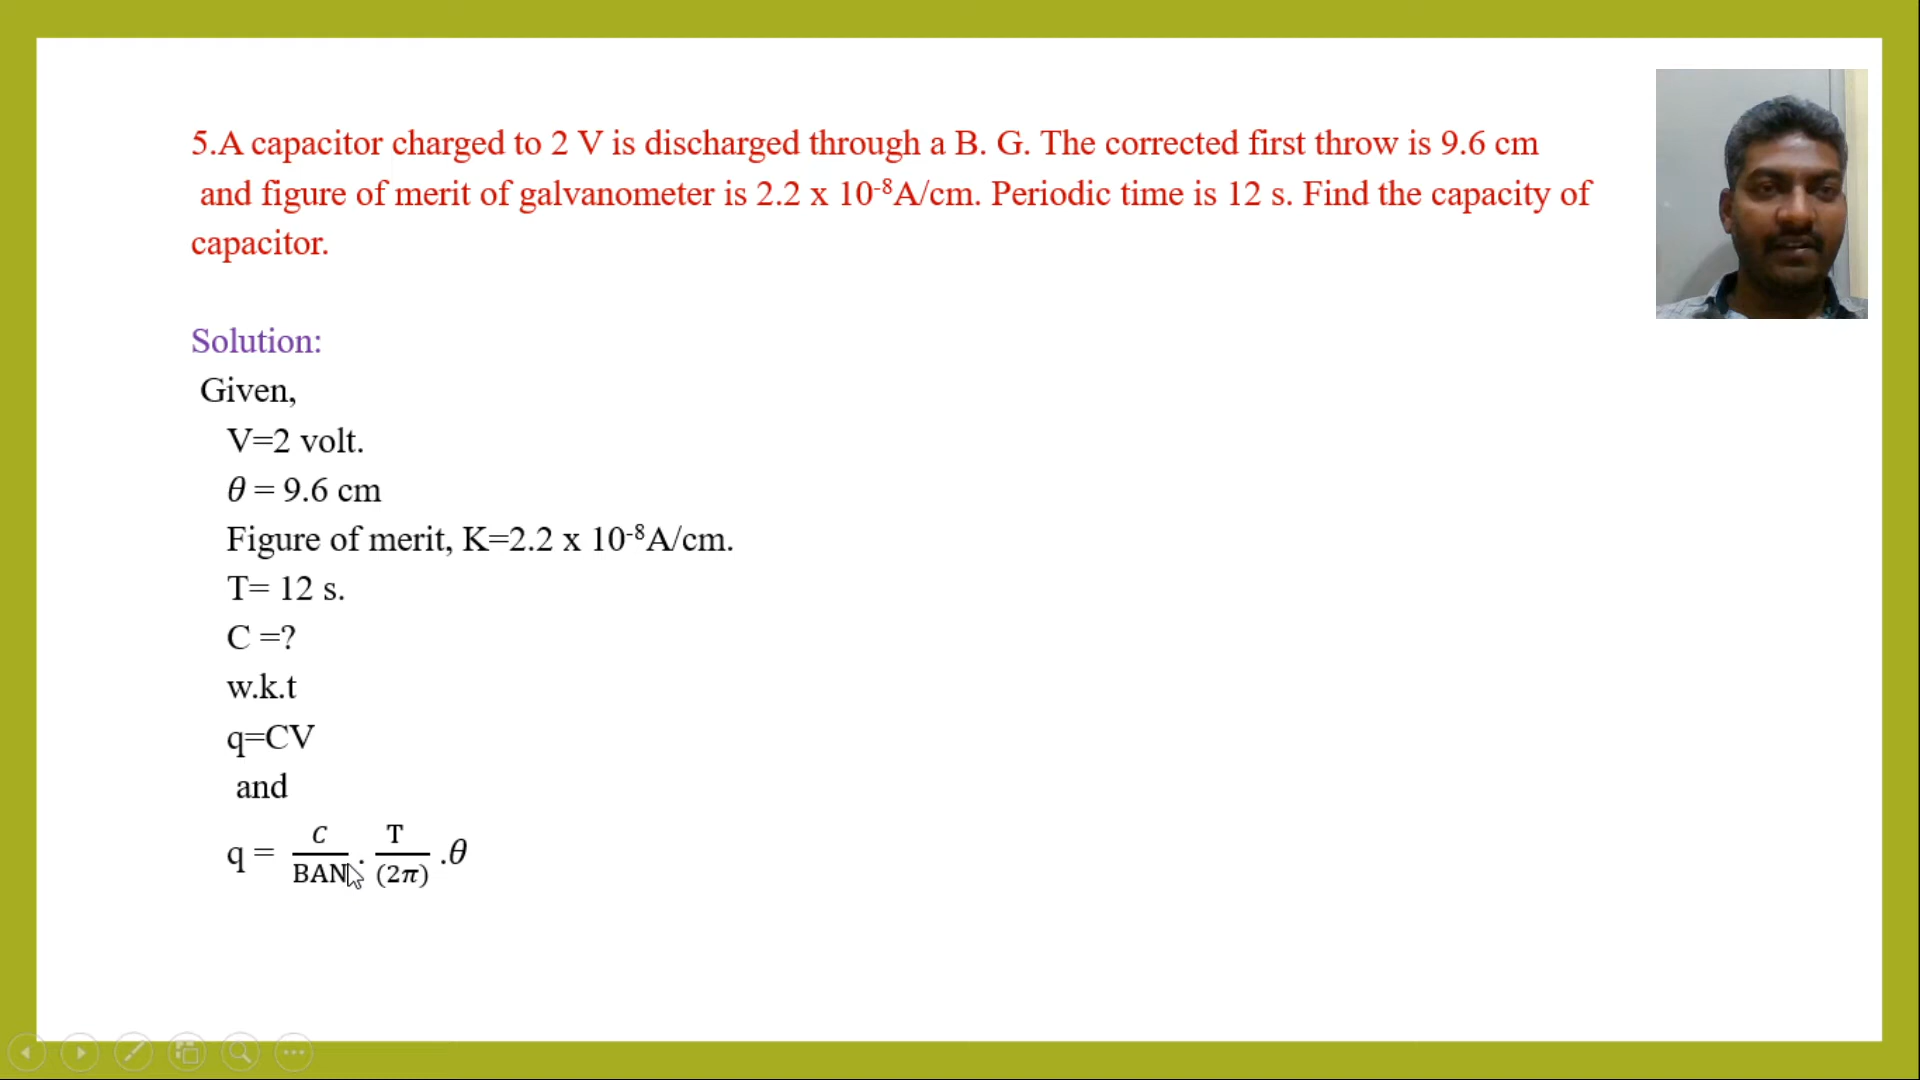 5.A capacitor charged to 2 V is discharged through a B. G. The corrected first throw is 9.6 cm
and figure of merit of galvanometer is 2.2 x 10⁻⁸A/cm. Periodic time is 12 s. Find the capacity of
capacitor.
Solution:
Given,
V=2 volt.
θ = 9.6 cm
Figure of merit, K=2.2 x 10⁻⁸A/cm.
T= 12 s.
C =?
w.k.t
q=CV
and
q = C/BAN . T/(2π) .θ